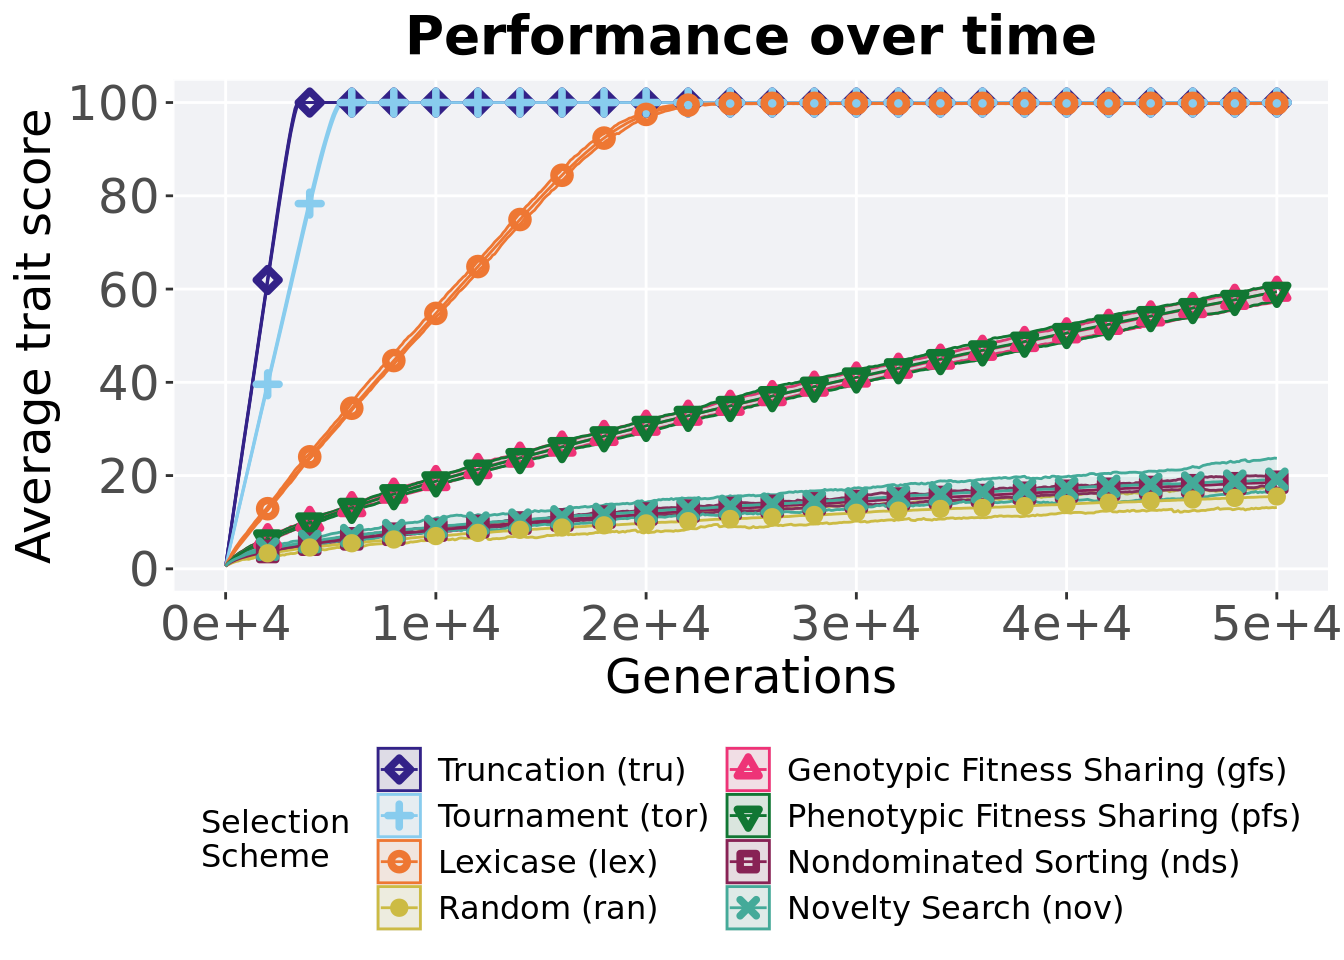 Performance over time
Average trait score
100
80
60
40
20
0
0e+4 1e+4 2e+4 3e+4 4e+4 5e+4
Generations
Selection
Scheme
Truncation (tru)
Tournament (tor)
Lexicase (lex)
Random (ran)
Genotypic Fitness Sharing (gfs)
Phenotypic Fitness Sharing (pfs)
Nondominated Sorting (nds)
Novelty Search (nov)